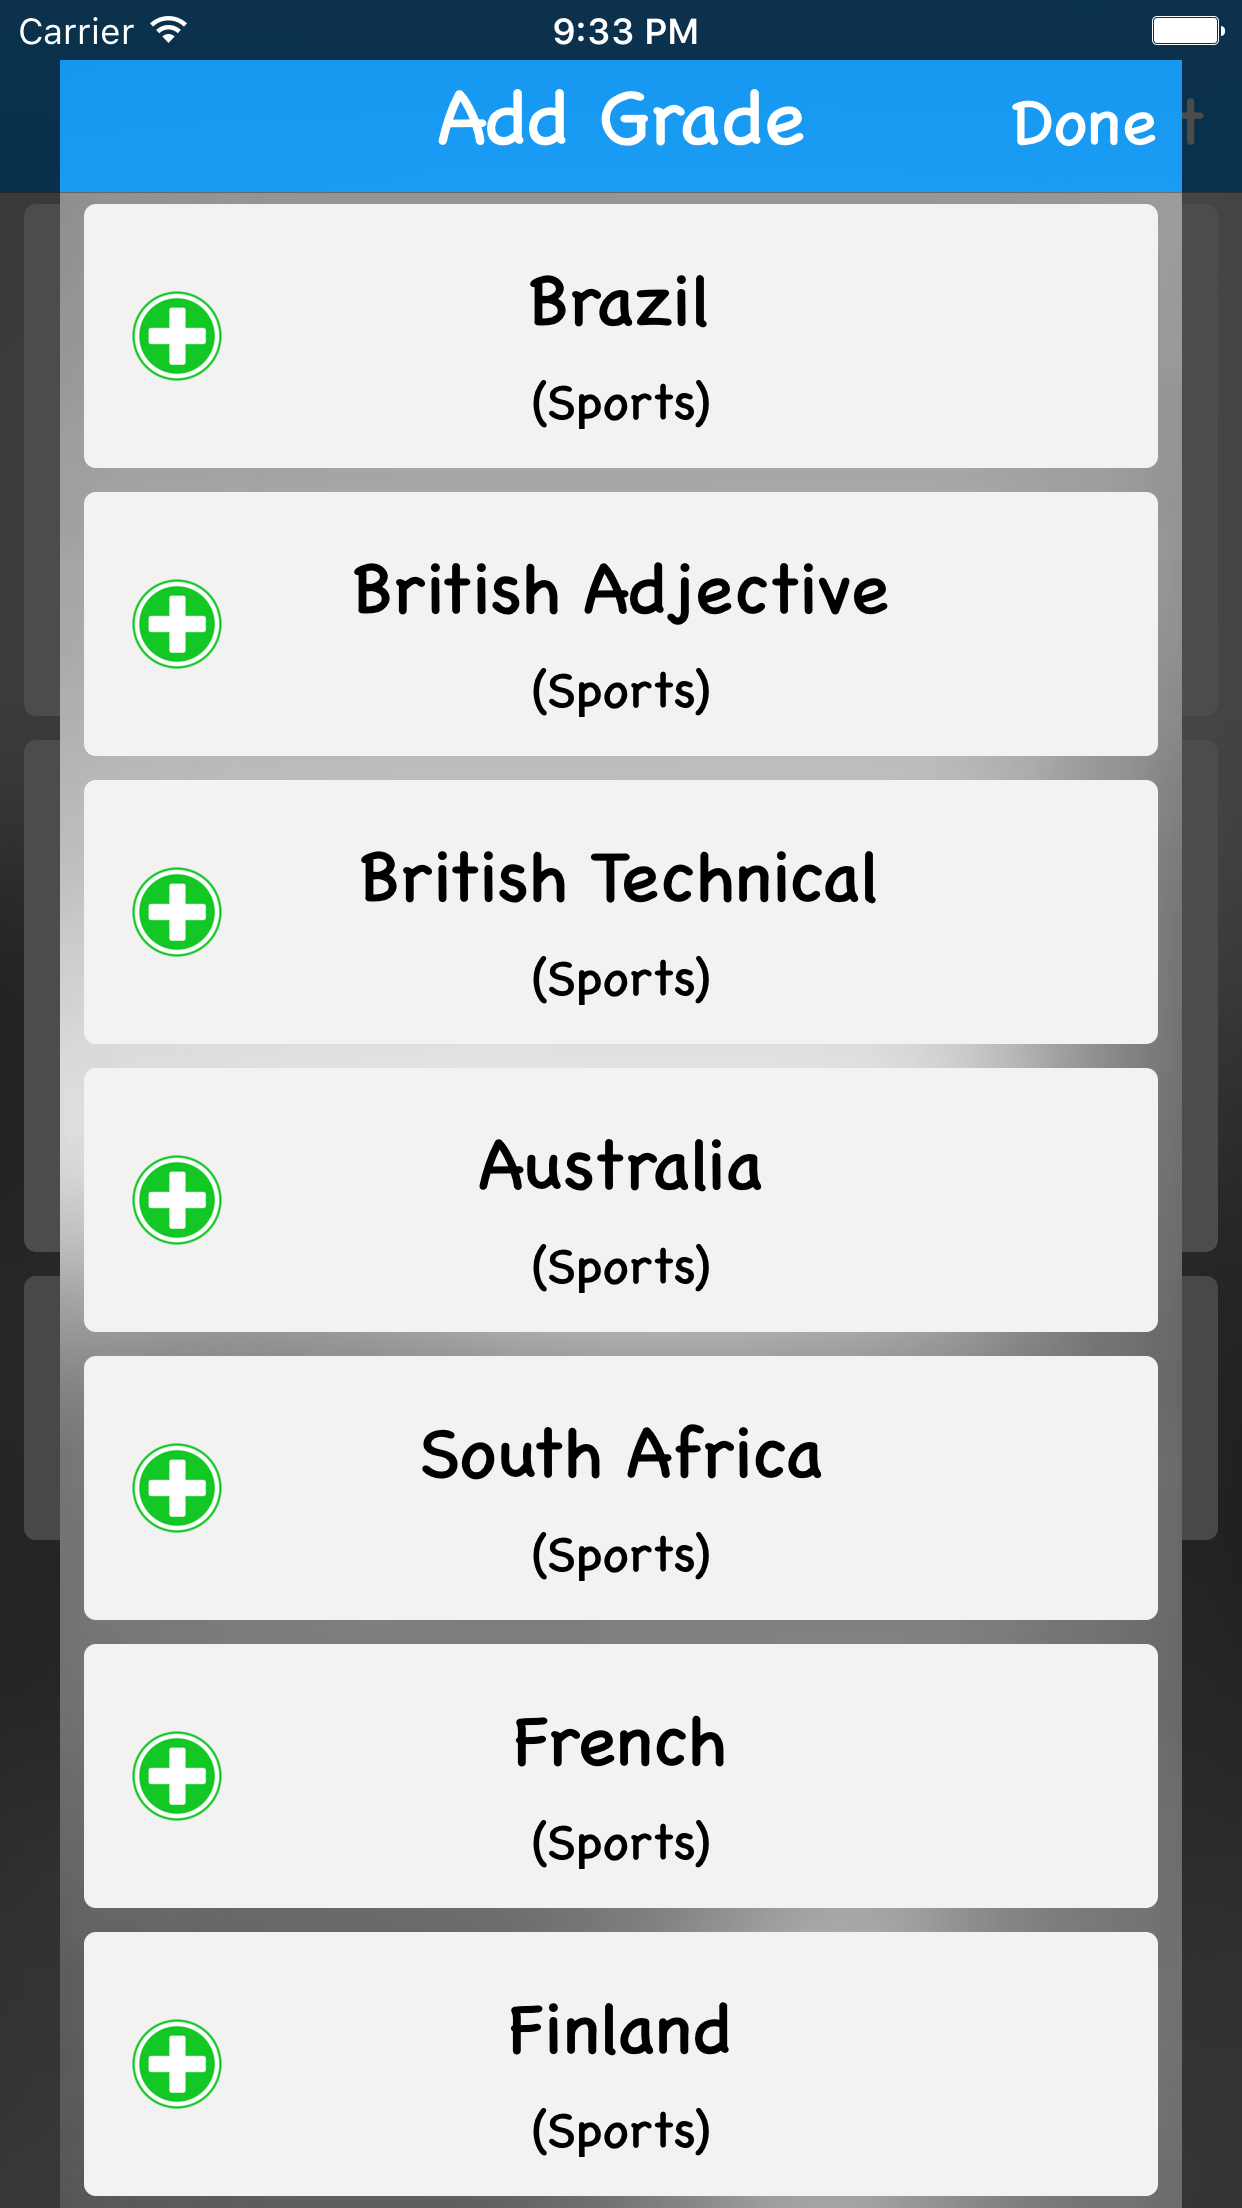 Carrier 9:33 PM
Add Grade Done
Brazil
(Sports)
British Adjective
(Sports)
British Technical
(Sports)
Australia
(Sports)
South Africa
(Sports)
French
(Sports)
Finland
(Sports)